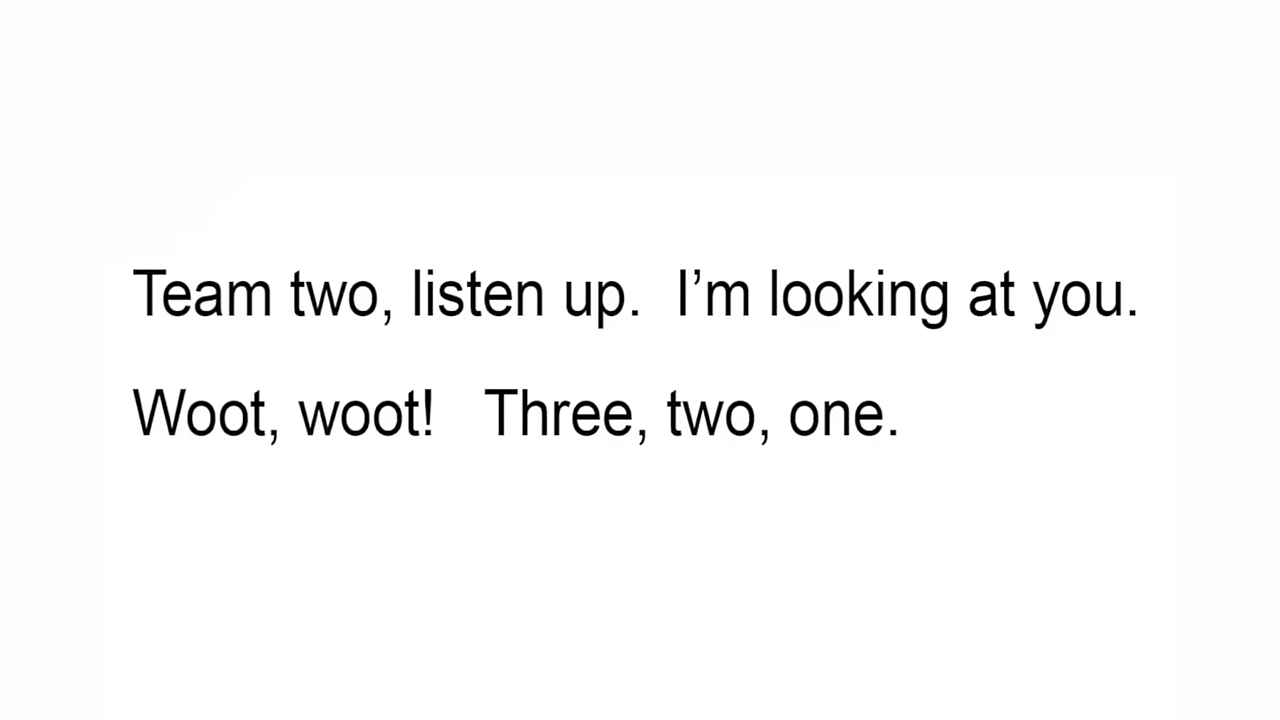 Team two, listen up.  I’m looking at you.
Woot, woot!   Three, two, one.